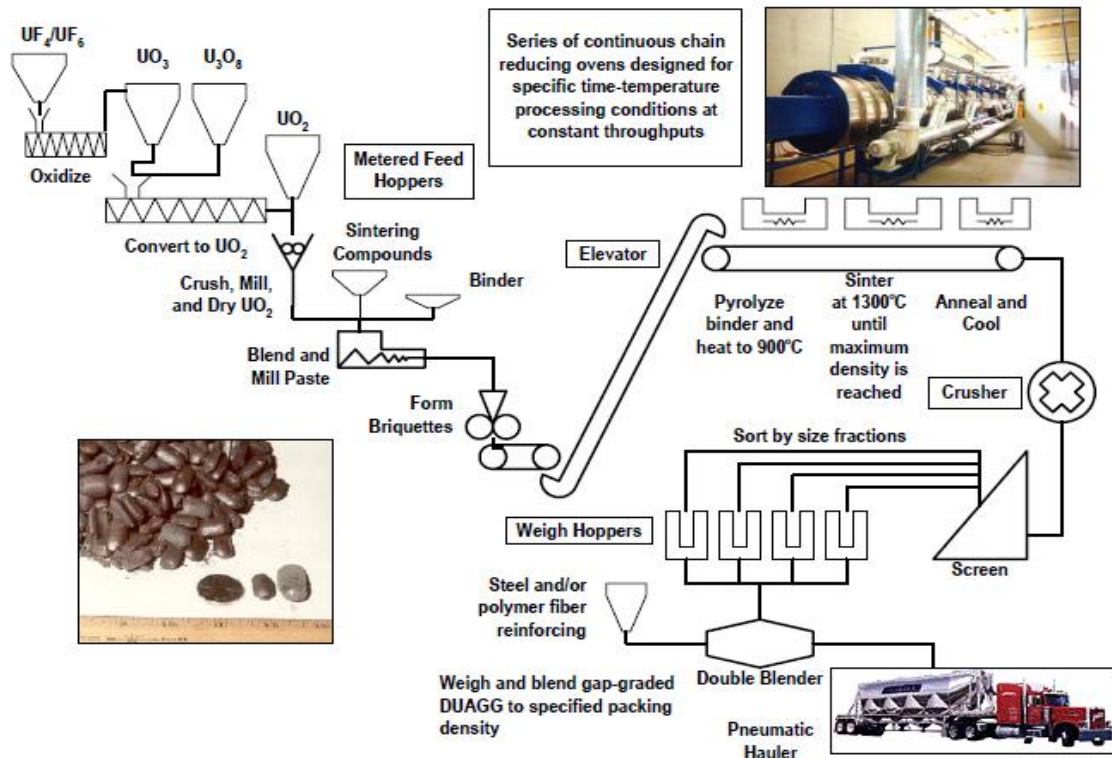 UF₄/UF₆
UO₃
U₃O₈
UO₂
Oxidize
Convert to UO₂
Metered Feed
Hoppers
Series of continuous chain
reducing ovens designed for
specific time-temperature
processing conditions at
constant throughputs
Crush, Mill,
and Dry UO₂
Sintering
Compounds
Binder
Blend and
Mill Paste
Form
Briquettes
Elevator
Pyrolyze
binder and
heat to 900°C
Sinter
at 1300°C
until
maximum
density is
reached
Anneal and
Cool
Crusher
Sort by size fractions
Weigh Hoppers
Screen
Steel and/or
polymer fiber
reinforcing
Double Blender
Weigh and blend gap-graded
DUAGG to specified packing
density
Pneumatic
Hauler